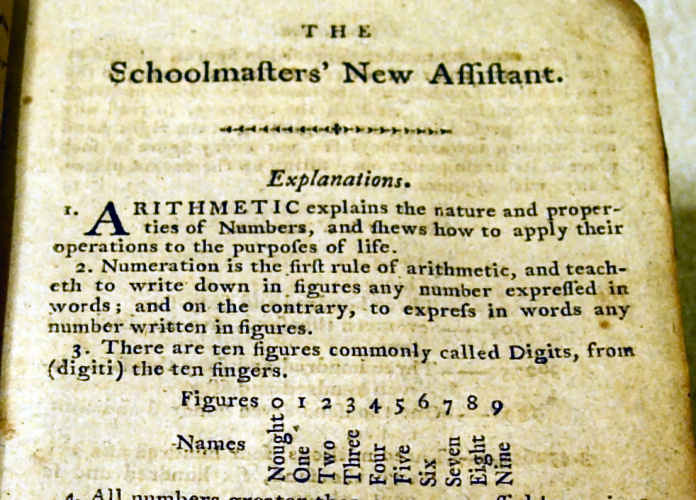 THE
Schoolmaſters' New Aſſiſtant.
Explanations.
1. ARITHMETIC explains the nature and proper-
ties of Numbers, and ſhews how to apply their
operations to the purpoſes of life.
2. Numeration is the firſt rule of arithmetic, and teach-
eth to write down in figures any number expreſſed in
words; and on the contrary, to expreſs in words any
number written in figures.
3. There are ten figures commonly called Digits, from
(digiti) the ten fingers.
Figures 0 1 2 3 4 5 6 7 8 9
Names Nought One Two Three Four Five Six Seven Eight Nine
4. All numbers greater than